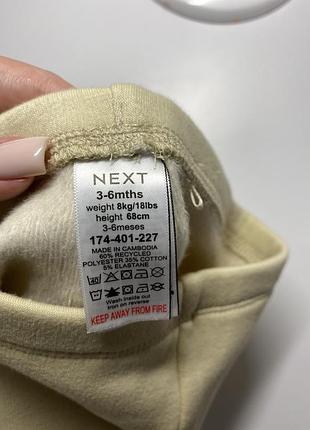 NEXT
3-6mths
weight 8kg/18lbs
height 68cm
3-6meses
174-401-227
MADE IN CAMBODIA
60% RECYCLED
POLYESTER 35% COTTON
5% ELASTANE
40
Wash inside out
Iron on reverse
KEEP AWAY FROM FIRE